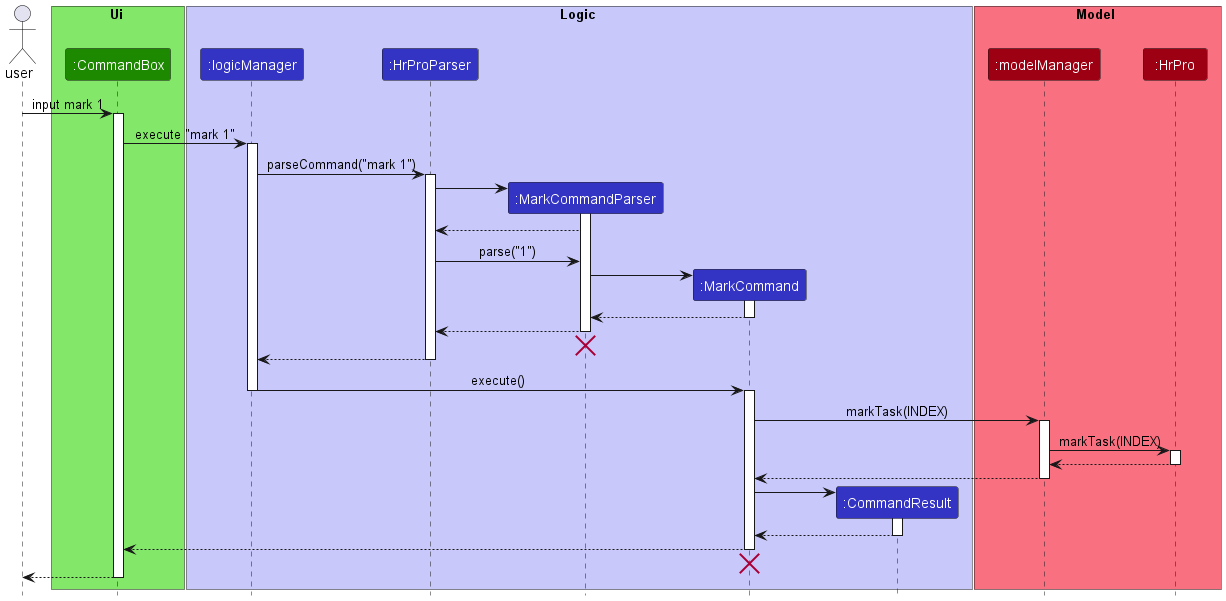 Ui
Logic
Model
:CommandBox
:logicManager
:HrProParser
:modelManager
:HrPro
user
input mark 1
execute "mark 1"
parseCommand("mark 1")
:MarkCommandParser
parse("1")
:MarkCommand
execute()
markTask(INDEX)
markTask(INDEX)
:CommandResult